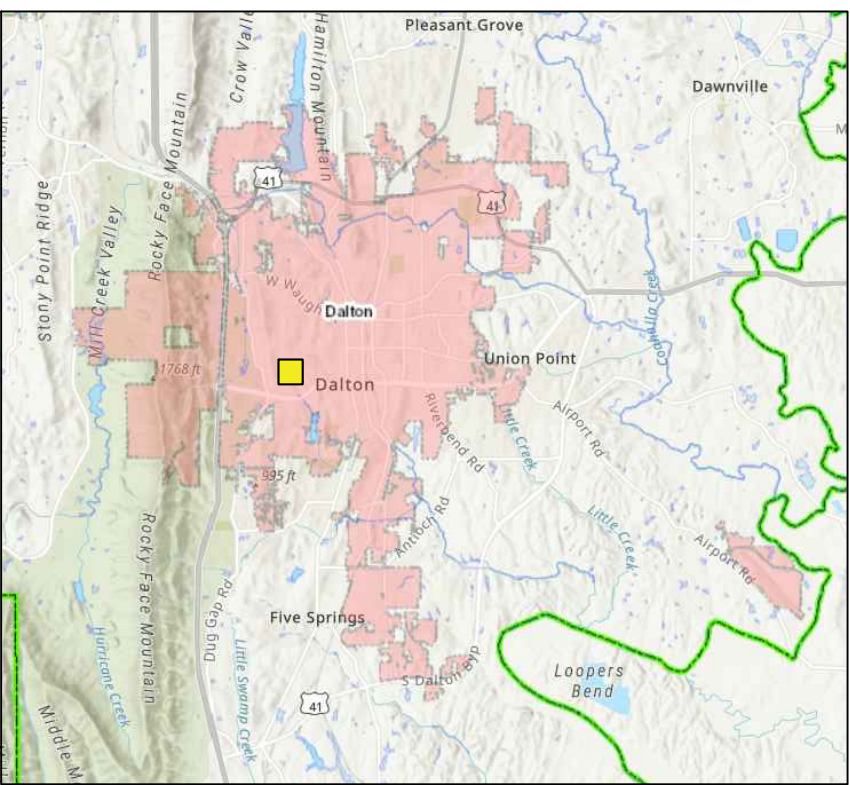 Pleasant Grove
Crow Valle
Hamilton Mountain
Dawnville
Rocky Face Mountain
41
41
Stony Point Ridge
Mill Creek Valley
W Waugh
Dalton
Coahulla Creek
Union Point
1768 ft
Dalton
Airport Rd
Riverbend Rd
Little Creek
995 ft
Antioch Rd
Little Creek
Airport Rd
Rocky Face Mountain
Dug Gap Rd
Five Springs
Hurricane Creek
Little Swamp Creek
S Dalton Byp
Loopers
Bend
41
Middle M